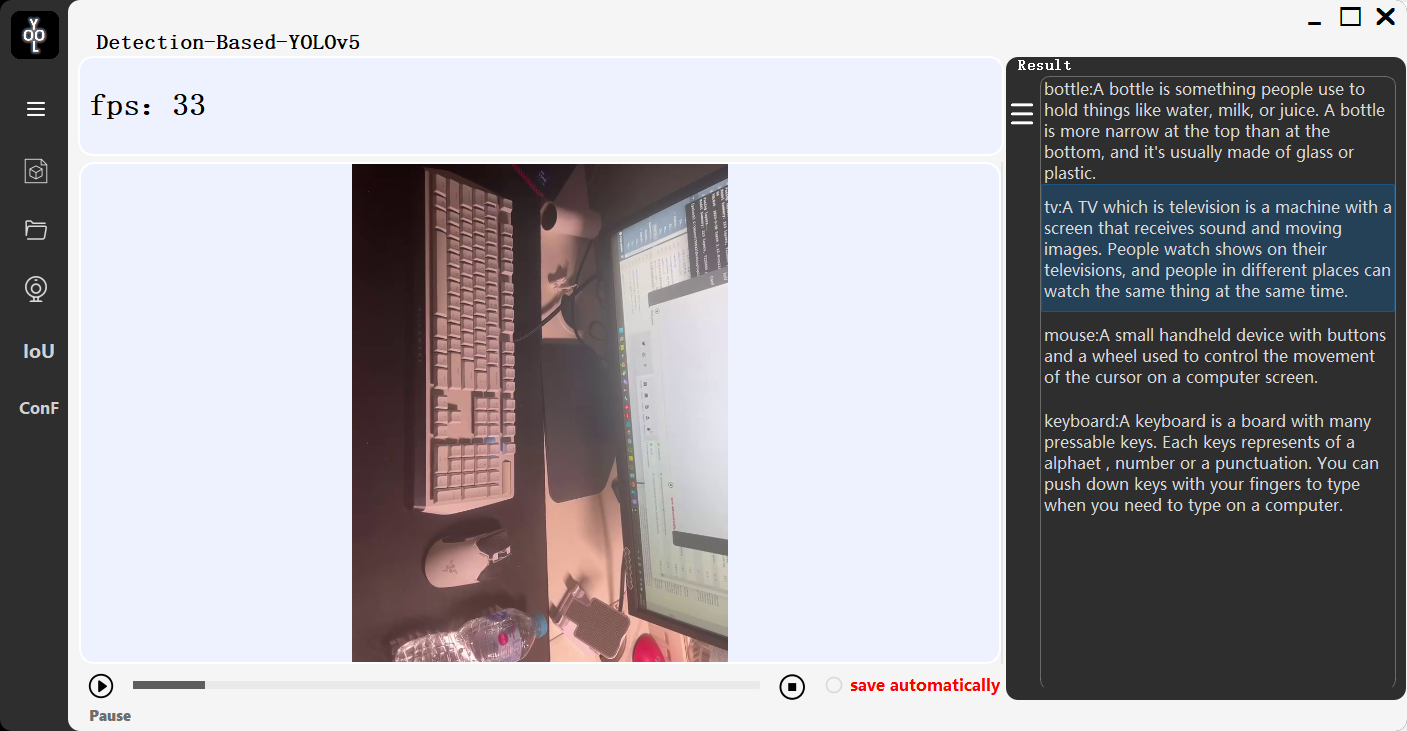 YOOL
Detection-Based-YOLOv5
fps: 33
IoU
ConF
Pause
save automatically
Result
bottle:A bottle is something people use to
hold things like water, milk, or juice. A bottle
is more narrow at the top than at the
bottom, and it's usually made of glass or
plastic.
tv:A TV which is television is a machine with a
screen that receives sound and moving
images. People watch shows on their
televisions, and people in different places can
watch the same thing at the same time.
mouse:A small handheld device with buttons
and a wheel used to control the movement
of the cursor on a computer screen.
keyboard:A keyboard is a board with many
pressable keys. Each keys represents of a
alphaet , number or a punctuation. You can
push down keys with your fingers to type
when you need to type on a computer.